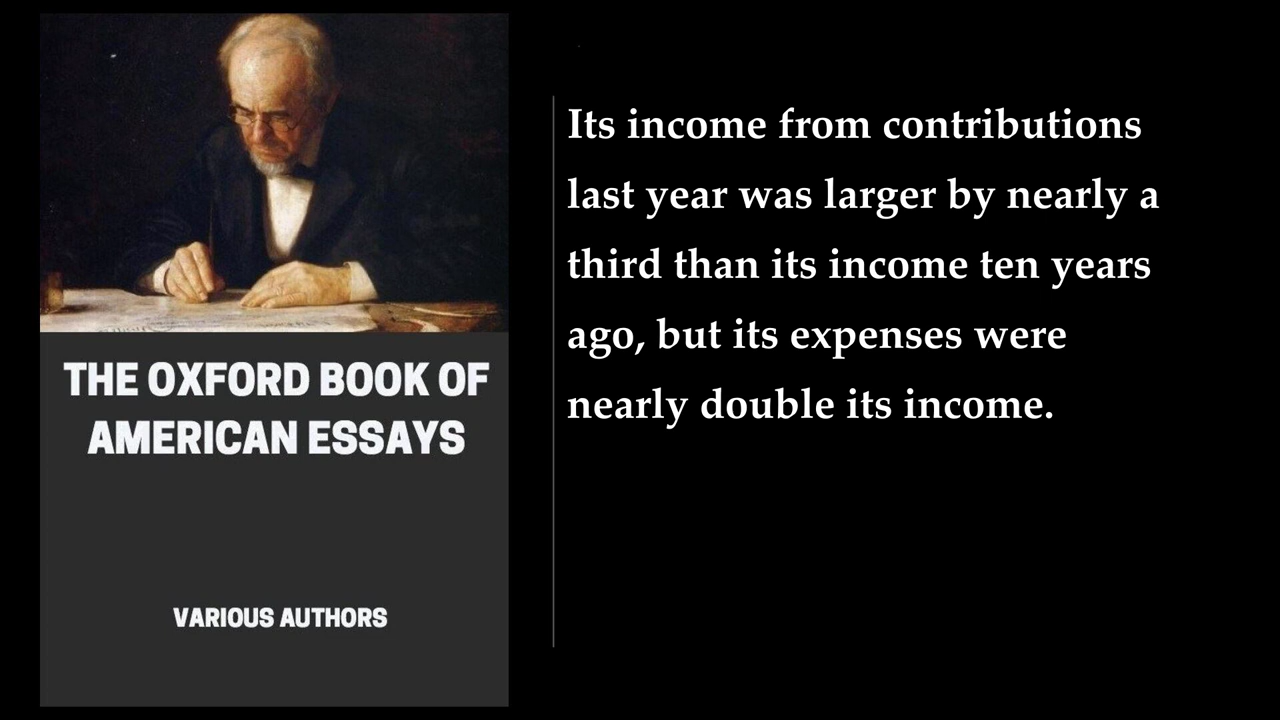 THE OXFORD BOOK OF
AMERICAN ESSAYS
VARIOUS AUTHORS
Its income from contributions
last year was larger by nearly a
third than its income ten years
ago, but its expenses were
nearly double its income.